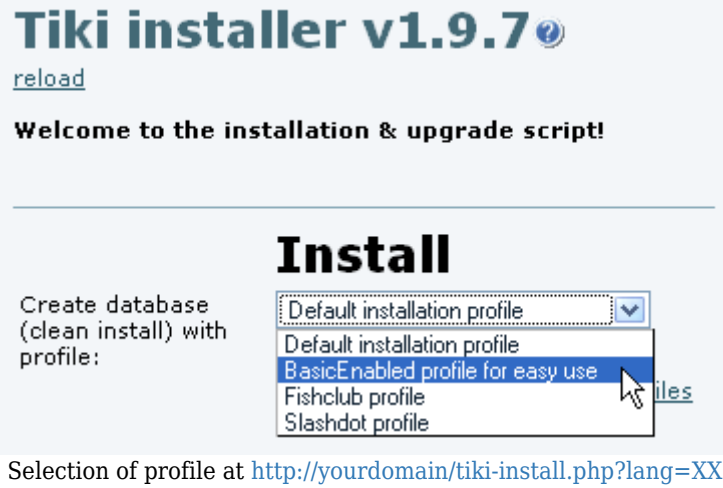 Tiki installer v1.9.7
reload
Welcome to the installation & upgrade script!
Install
Create database
(clean install) with
profile:
Default installation profile
Default installation profile
BasicEnabled profile for easy use
Fishclub profile
Slashdot profile
iles
Selection of profile at http://yourdomain/tiki-install.php?lang=XX